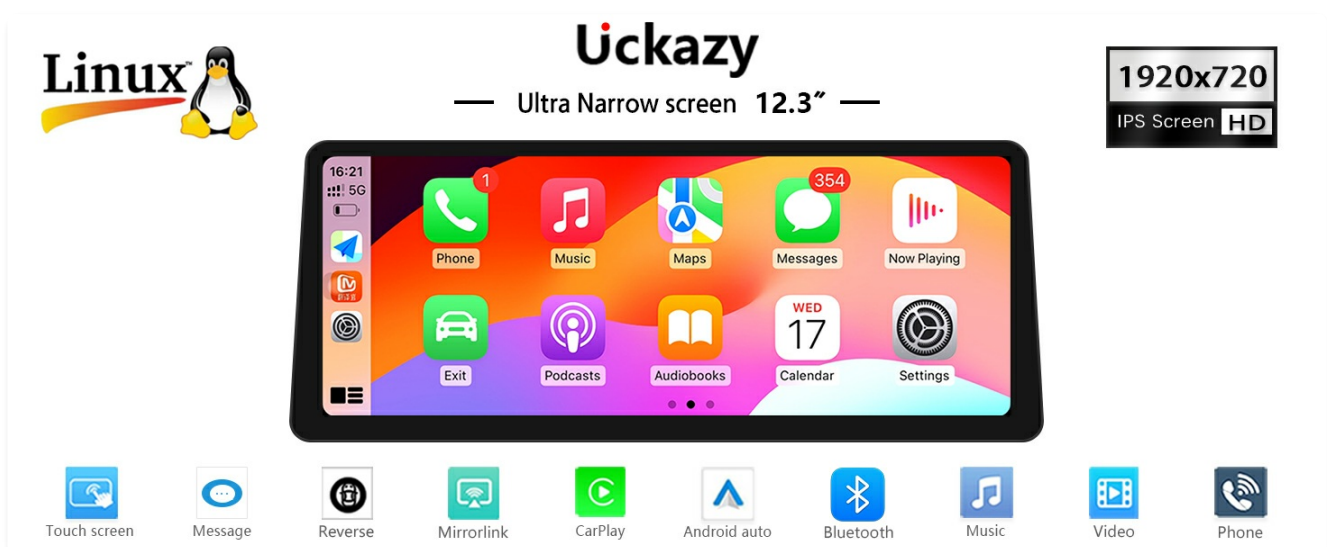 Linux™
Uckazy
Ultra Narrow screen 12.3″
1920x720
IPS Screen HD
16:21
5G
1
354
Phone
Music
Maps
Messages
Now Playing
WED
17
Exit
Podcasts
Audiobooks
Calendar
Settings
Touch screen
Message
Reverse
Mirrorlink
CarPlay
Android auto
Bluetooth
Music
Video
Phone